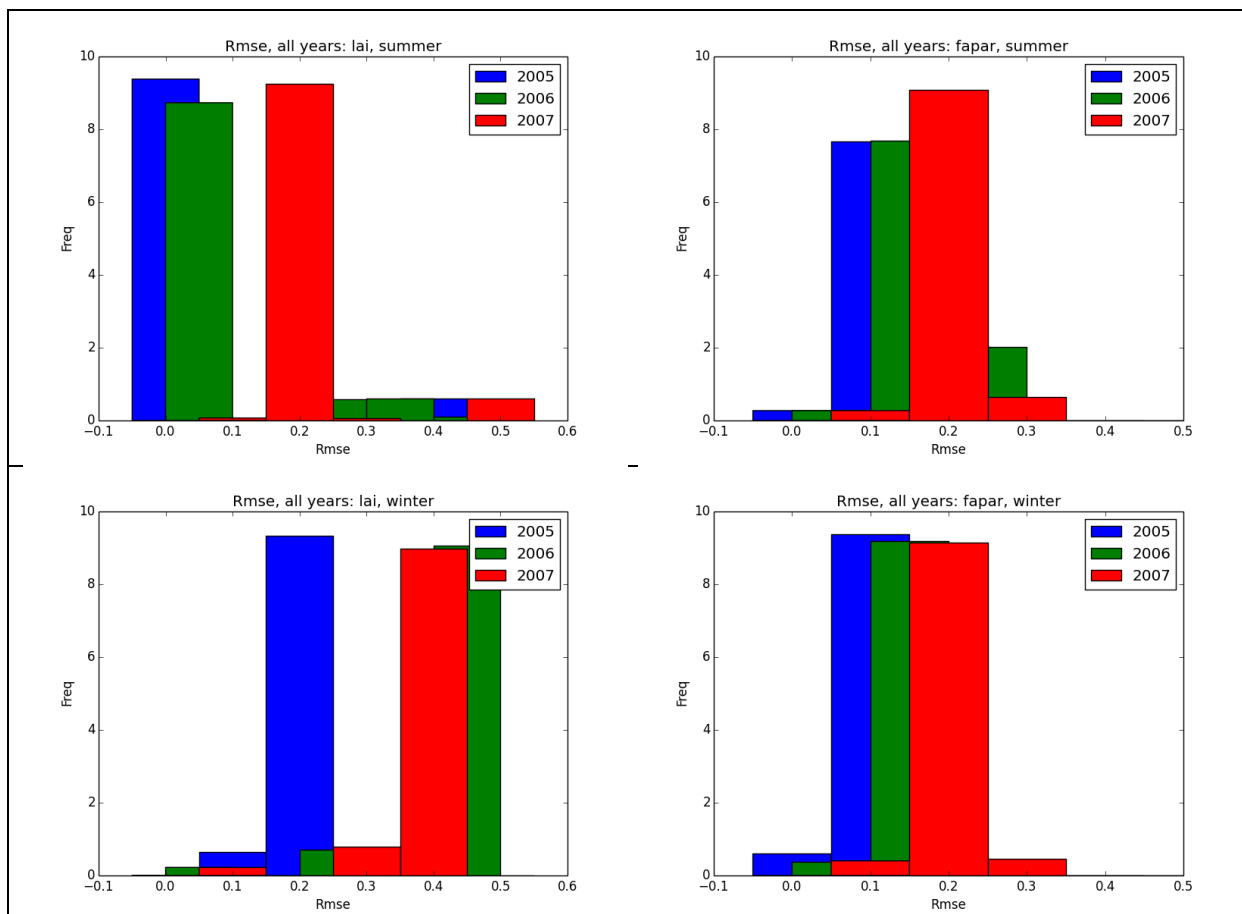 Rmse, all years: lai, summer
10
8
6
4
2
0
Freq
−0.1 0.0 0.1 0.2 0.3 0.4 0.5 0.6
Rmse
2005
2006
2007
Rmse, all years: fapar, summer
10
8
6
4
2
0
Freq
−0.1 0.0 0.1 0.2 0.3 0.4 0.5
Rmse
2005
2006
2007
Rmse, all years: lai, winter
10
8
6
4
2
0
Freq
−0.1 0.0 0.1 0.2 0.3 0.4 0.5 0.6
Rmse
2005
2006
2007
Rmse, all years: fapar, winter
10
8
6
4
2
0
Freq
−0.1 0.0 0.1 0.2 0.3 0.4 0.5
Rmse
2005
2006
2007